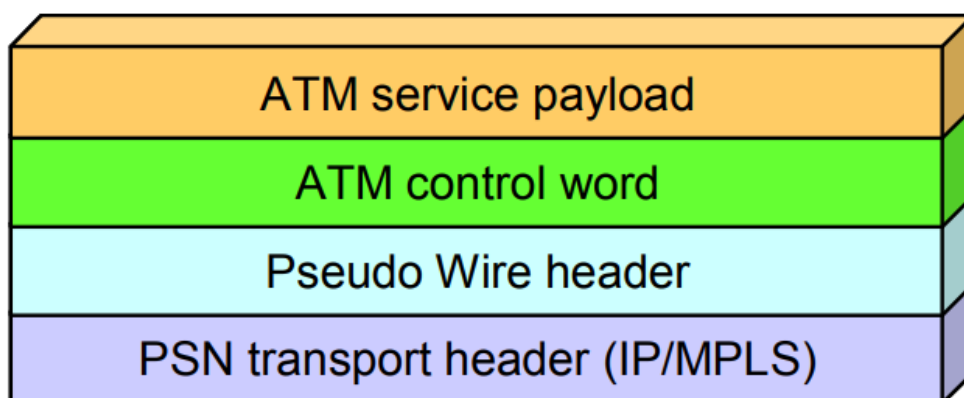 ATM service payload
ATM control word
Pseudo Wire header
PSN transport header (IP/MPLS)